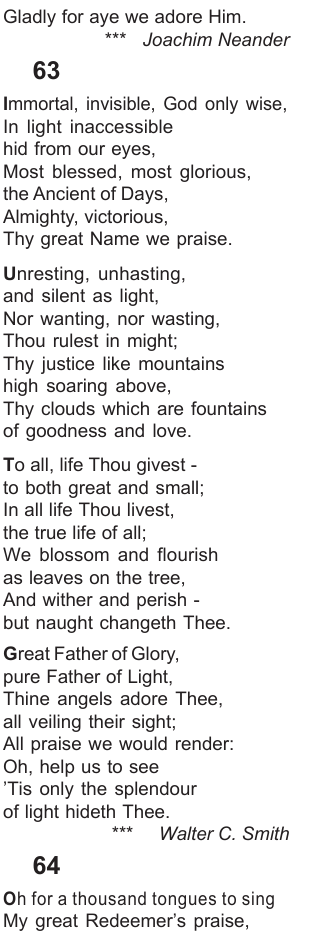 Gladly for aye we adore Him.
*** Joachim Neander
63
Immortal, invisible, God only wise,
In light inaccessible
hid from our eyes,
Most blessed, most glorious,
the Ancient of Days,
Almighty, victorious,
Thy great Name we praise.
Unresting, unhasting,
and silent as light,
Nor wanting, nor wasting,
Thou rulest in might;
Thy justice like mountains
high soaring above,
Thy clouds which are fountains
of goodness and love.
To all, life Thou givest -
to both great and small;
In all life Thou livest,
the true life of all;
We blossom and flourish
as leaves on the tree,
And wither and perish -
but naught changeth Thee.
Great Father of Glory,
pure Father of Light,
Thine angels adore Thee,
all veiling their sight;
All praise we would render:
Oh, help us to see
’Tis only the splendour
of light hideth Thee.
*** Walter C. Smith
64
Oh for a thousand tongues to sing
My great Redeemer’s praise,